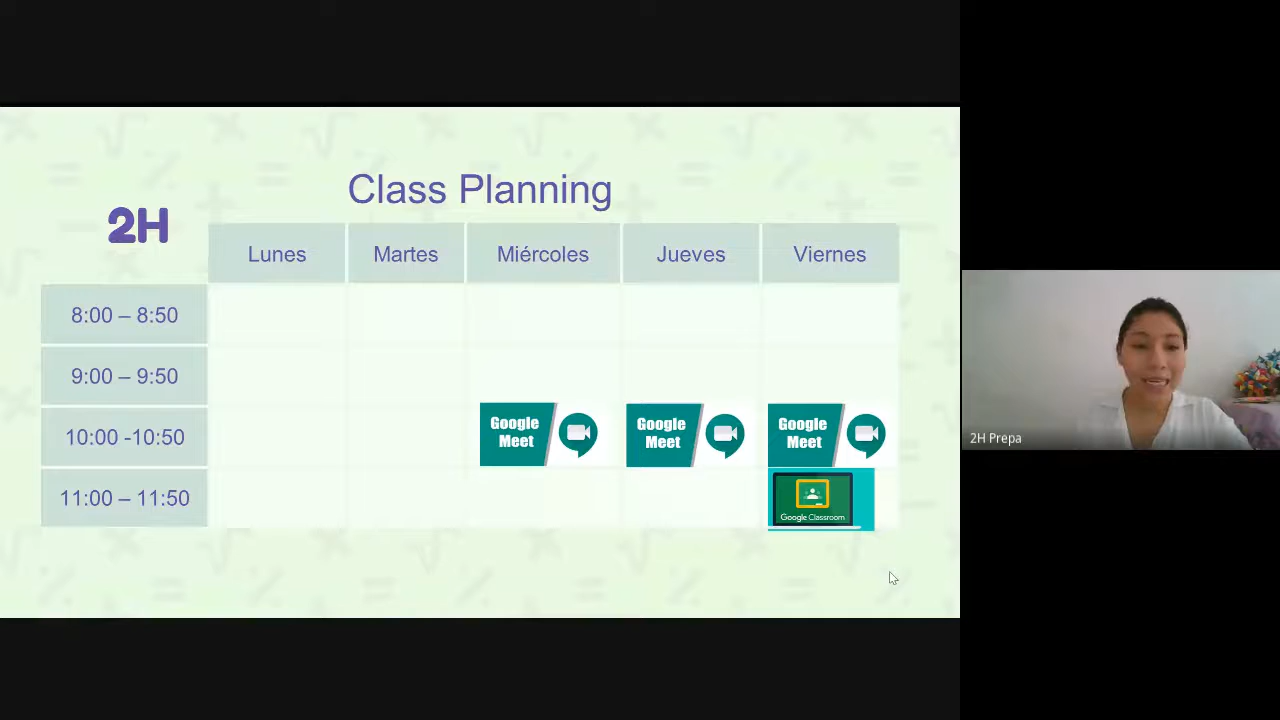 Class Planning
2H
Lunes Martes Miércoles Jueves Viernes
8:00 – 8:50
9:00 – 9:50
10:00 -10:50
Google Meet Google Meet Google Meet
11:00 – 11:50
Google Classroom
2H Prepa